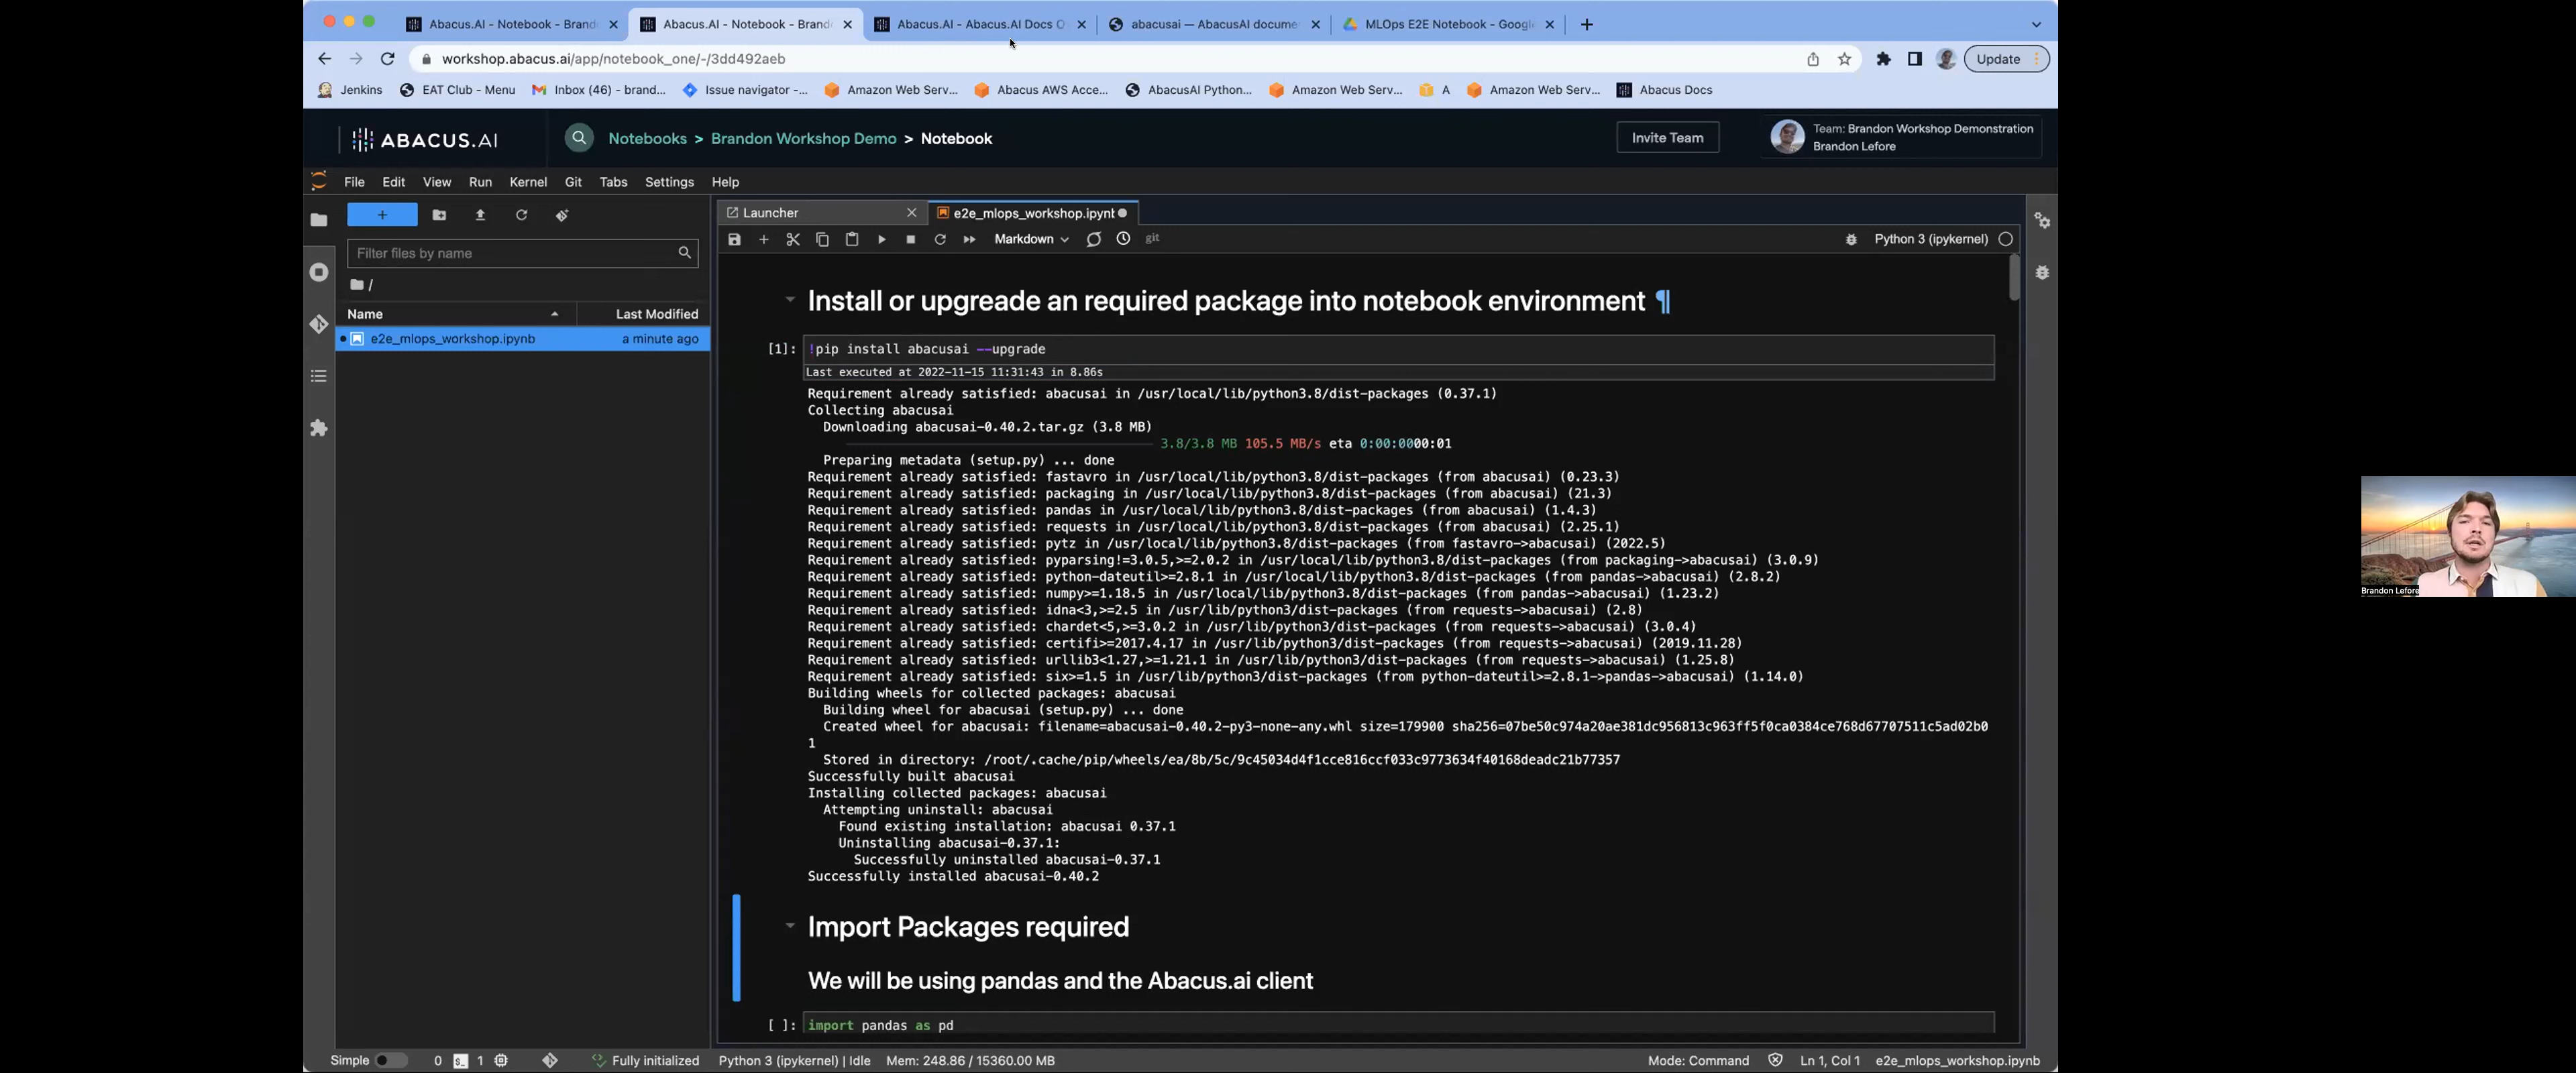 Abacus.AI - Notebook - Brand
Abacus.AI - Notebook - Brand
Abacus.AI - Abacus.AI Docs O
abacusai — AbacusAI docume
MLOps E2E Notebook - Googl
workshop.abacus.ai/app/notebook_one/-/3dd492aeb
Update
Jenkins
EAT Club - Menu
Inbox (46) - brand...
Issue navigator -...
Amazon Web Serv...
Abacus AWS Acce...
AbacusAI Python...
Amazon Web Serv...
A
Amazon Web Serv...
Abacus Docs
ABACUS.AI
Notebooks > Brandon Workshop Demo > Notebook
Invite Team
Team: Brandon Workshop Demonstration
Brandon Lefore
File Edit View Run Kernel Git Tabs Settings Help
Launcher
e2e_mlops_workshop.ipynb
Filter files by name
Markdown
git
Python 3 (ipykernel)
/
Name
Last Modified
e2e_mlops_workshop.ipynb
a minute ago
Install or upgreade an required package into notebook environment ¶
[1]:
!pip install abacusai --upgrade
Last executed at 2022-11-15 11:31:43 in 8.86s
Requirement already satisfied: abacusai in /usr/local/lib/python3.8/dist-packages (0.37.1)
Collecting abacusai
Downloading abacusai-0.40.2.tar.gz (3.8 MB)
3.8/3.8 MB 105.5 MB/s eta 0:00:0000:01
Preparing metadata (setup.py) ... done
Requirement already satisfied: fastavro in /usr/local/lib/python3.8/dist-packages (from abacusai) (0.23.3)
Requirement already satisfied: packaging in /usr/local/lib/python3.8/dist-packages (from abacusai) (21.3)
Requirement already satisfied: pandas in /usr/local/lib/python3.8/dist-packages (from abacusai) (1.4.3)
Requirement already satisfied: requests in /usr/local/lib/python3.8/dist-packages (from abacusai) (2.25.1)
Requirement already satisfied: pytz in /usr/local/lib/python3.8/dist-packages (from fastavro->abacusai) (2022.5)
Requirement already satisfied: pyparsing!=3.0.5,>=2.0.2 in /usr/local/lib/python3.8/dist-packages (from packaging->abacusai) (3.0.9)
Requirement already satisfied: python-dateutil>=2.8.1 in /usr/local/lib/python3.8/dist-packages (from pandas->abacusai) (2.8.2)
Requirement already satisfied: numpy>=1.18.5 in /usr/local/lib/python3.8/dist-packages (from pandas->abacusai) (1.23.2)
Requirement already satisfied: idna<3,>=2.5 in /usr/lib/python3/dist-packages (from requests->abacusai) (2.8)
Requirement already satisfied: chardet<5,>=3.0.2 in /usr/lib/python3/dist-packages (from requests->abacusai) (3.0.4)
Requirement already satisfied: certifi>=2017.4.17 in /usr/lib/python3/dist-packages (from requests->abacusai) (2019.11.28)
Requirement already satisfied: urllib3<1.27,>=1.21.1 in /usr/lib/python3/dist-packages (from requests->abacusai) (1.25.8)
Requirement already satisfied: six>=1.5 in /usr/lib/python3/dist-packages (from python-dateutil>=2.8.1->pandas->abacusai) (1.14.0)
Building wheels for collected packages: abacusai
Building wheel for abacusai (setup.py) ... done
Created wheel for abacusai: filename=abacusai-0.40.2-py3-none-any.whl size=179900 sha256=07be50c974a20ae381dc956813c963ff5f0ca0384ce768d67707511c5ad02b0
1
Stored in directory: /root/.cache/pip/wheels/ea/8b/5c/9c45034d4f1cce816ccf033c9773634f40168deadc21b77357
Successfully built abacusai
Installing collected packages: abacusai
Attempting uninstall: abacusai
Found existing installation: abacusai 0.37.1
Uninstalling abacusai-0.37.1:
Successfully uninstalled abacusai-0.37.1
Successfully installed abacusai-0.40.2
Import Packages required
We will be using pandas and the Abacus.ai client
[ ]:
import pandas as pd
Brandon Lefore
Simple
0
1
Fully initialized
Python 3 (ipykernel) | Idle
Mem: 248.86 / 15360.00 MB
Mode: Command
Ln 1, Col 1
e2e_mlops_workshop.ipynb